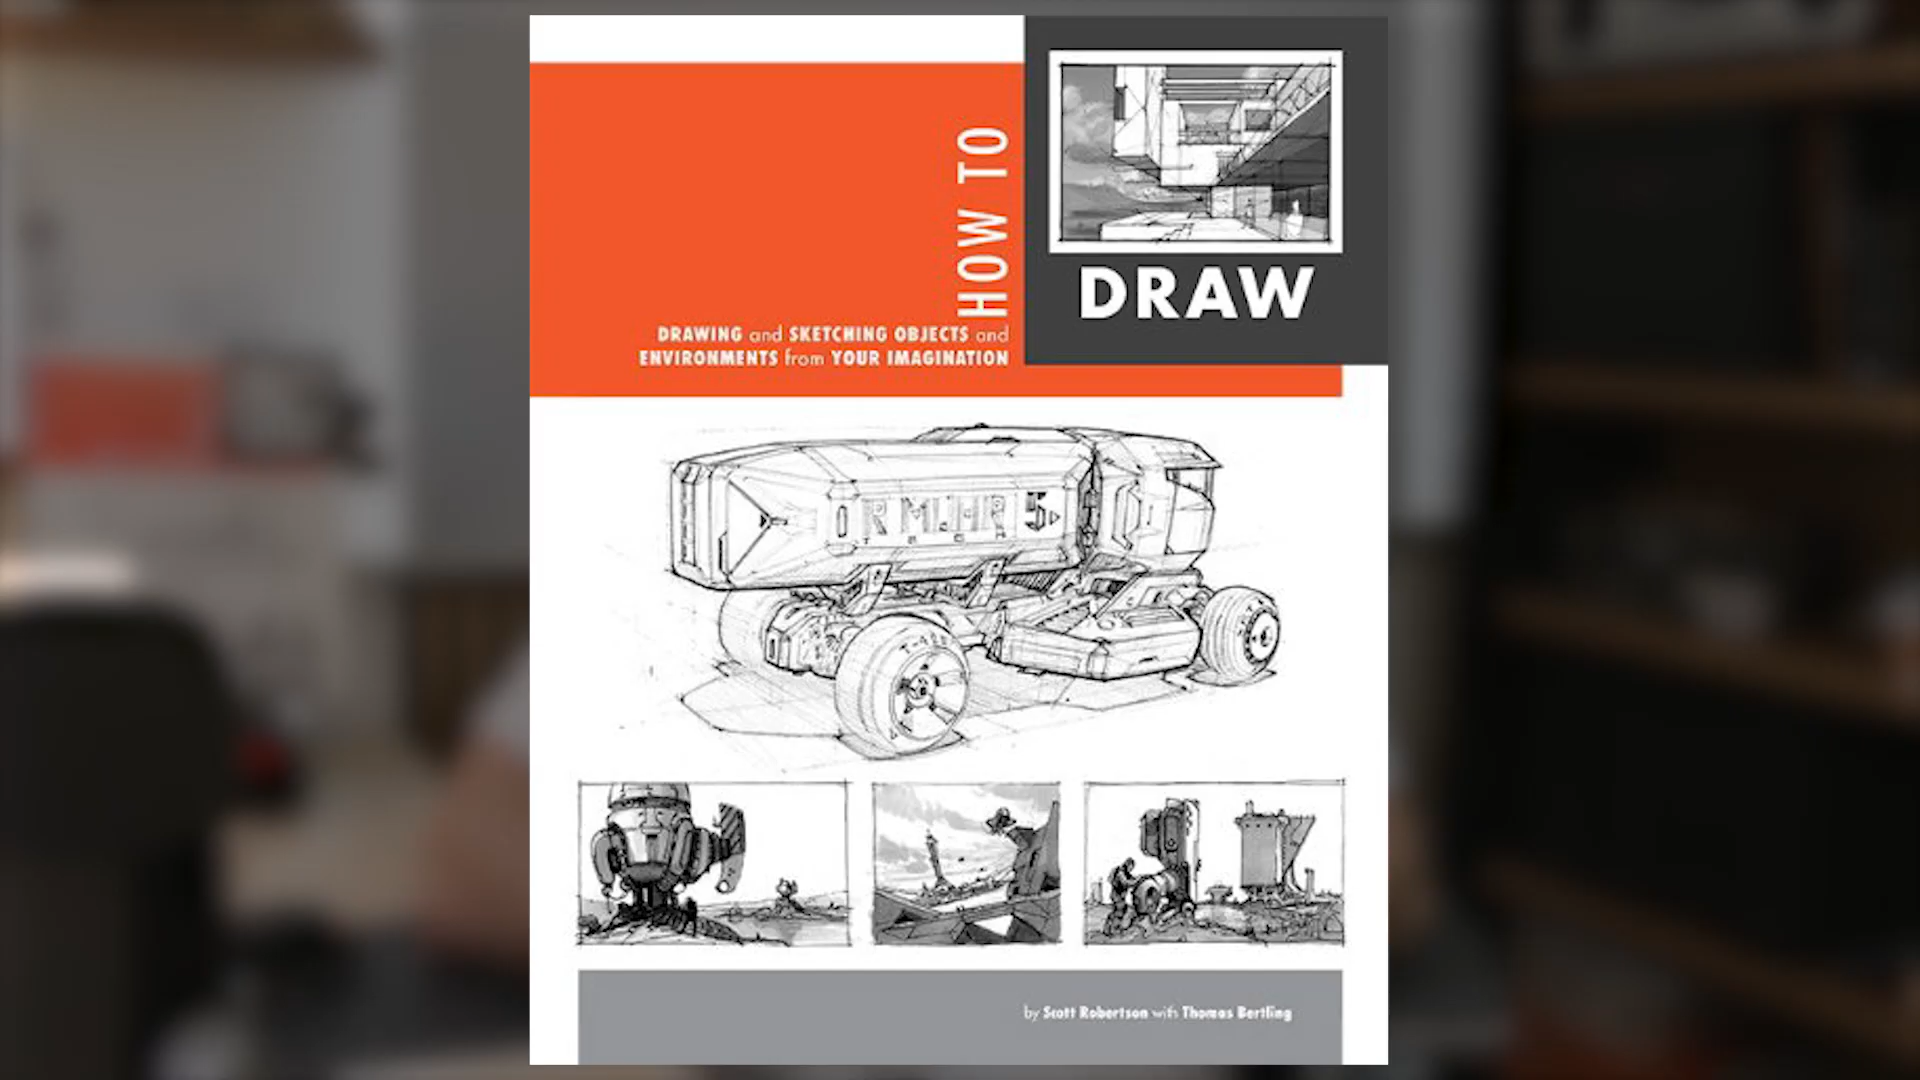 HOW TO
DRAW
DRAWING and SKETCHING OBJECTS and
ENVIRONMENTS from YOUR IMAGINATION
by Scott Robertson with Thomas Bertling